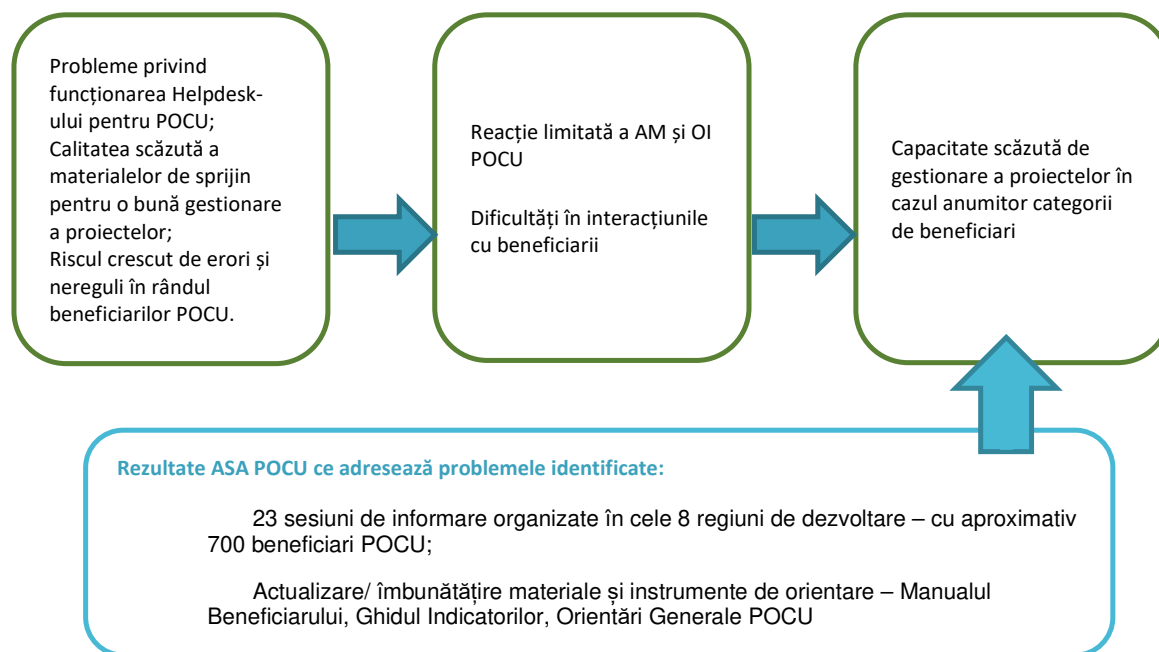 Probleme privind
funcționarea Helpdesk-
ului pentru POCU;
Calitatea scăzută a
materialelor de sprijin
pentru o bună gestionare
a proiectelor;
Riscul crescut de erori și
nereguli în rândul
beneficiarilor POCU.
Reacție limitată a AM și OI
POCU
Dificultăți în interacțiunile
cu beneficiarii
Capacitate scăzută de
gestionare a proiectelor în
cazul anumitor categorii
de beneficiari
Rezultate ASA POCU ce adresează problemele identificate:
23 sesiuni de informare organizate în cele 8 regiuni de dezvoltare – cu aproximativ
700 beneficiari POCU;
Actualizare/ îmbunătățire materiale și instrumente de orientare – Manualul
Beneficiarului, Ghidul Indicatorilor, Orientări Generale POCU